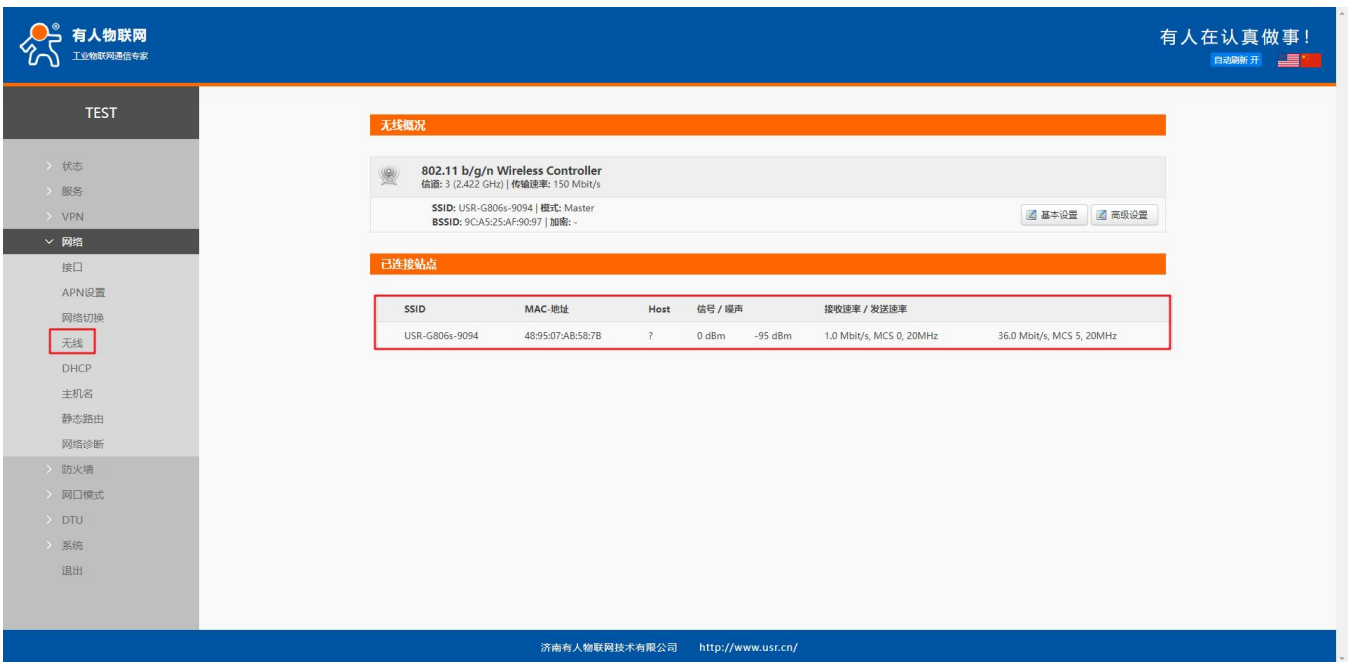 有人物联网
工业物联网通信专家
有人在认真做事!
自动刷新 开
TEST
状态
服务
VPN
网络
接口
APN设置
网络切换
无线
DHCP
主机名
静态路由
网络诊断
防火墙
网口模式
DTU
系统
退出
无线概况
802.11 b/g/n Wireless Controller
信道: 3 (2.422 GHz) | 传输速率: 150 Mbit/s
SSID: USR-G806s-9094 | 模式: Master
BSSID: 9C:A5:25:AF:90:97 | 加密: -
基本设置 高级设置
已连接站点
SSID MAC-地址 Host 信号 / 噪声 接收速率 / 发送速率
USR-G806s-9094 48:95:07:AB:58:7B ? 0 dBm -95 dBm 1.0 Mbit/s, MCS 0, 20MHz 36.0 Mbit/s, MCS 5, 20MHz
济南有人物联网技术有限公司 http://www.usr.cn/